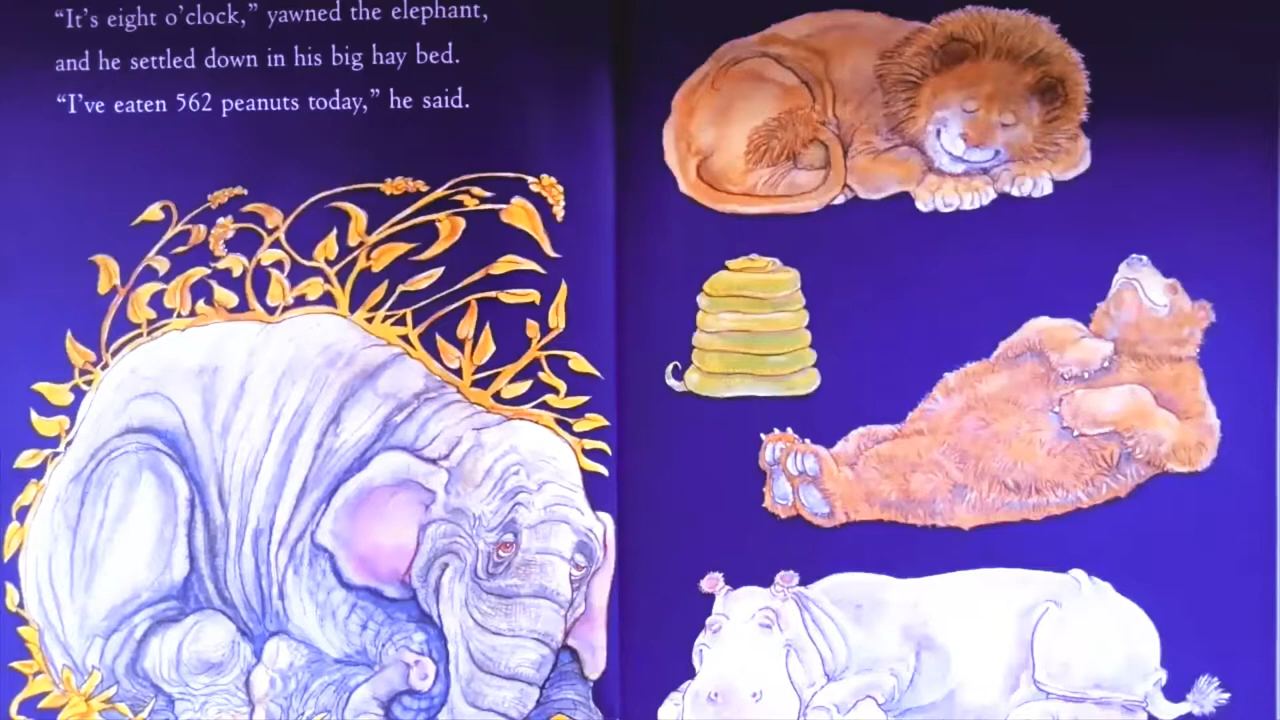 “It’s eight o’clock,” yawned the elephant,
and he settled down in his big hay bed.
“I’ve eaten 562 peanuts today,” he said.